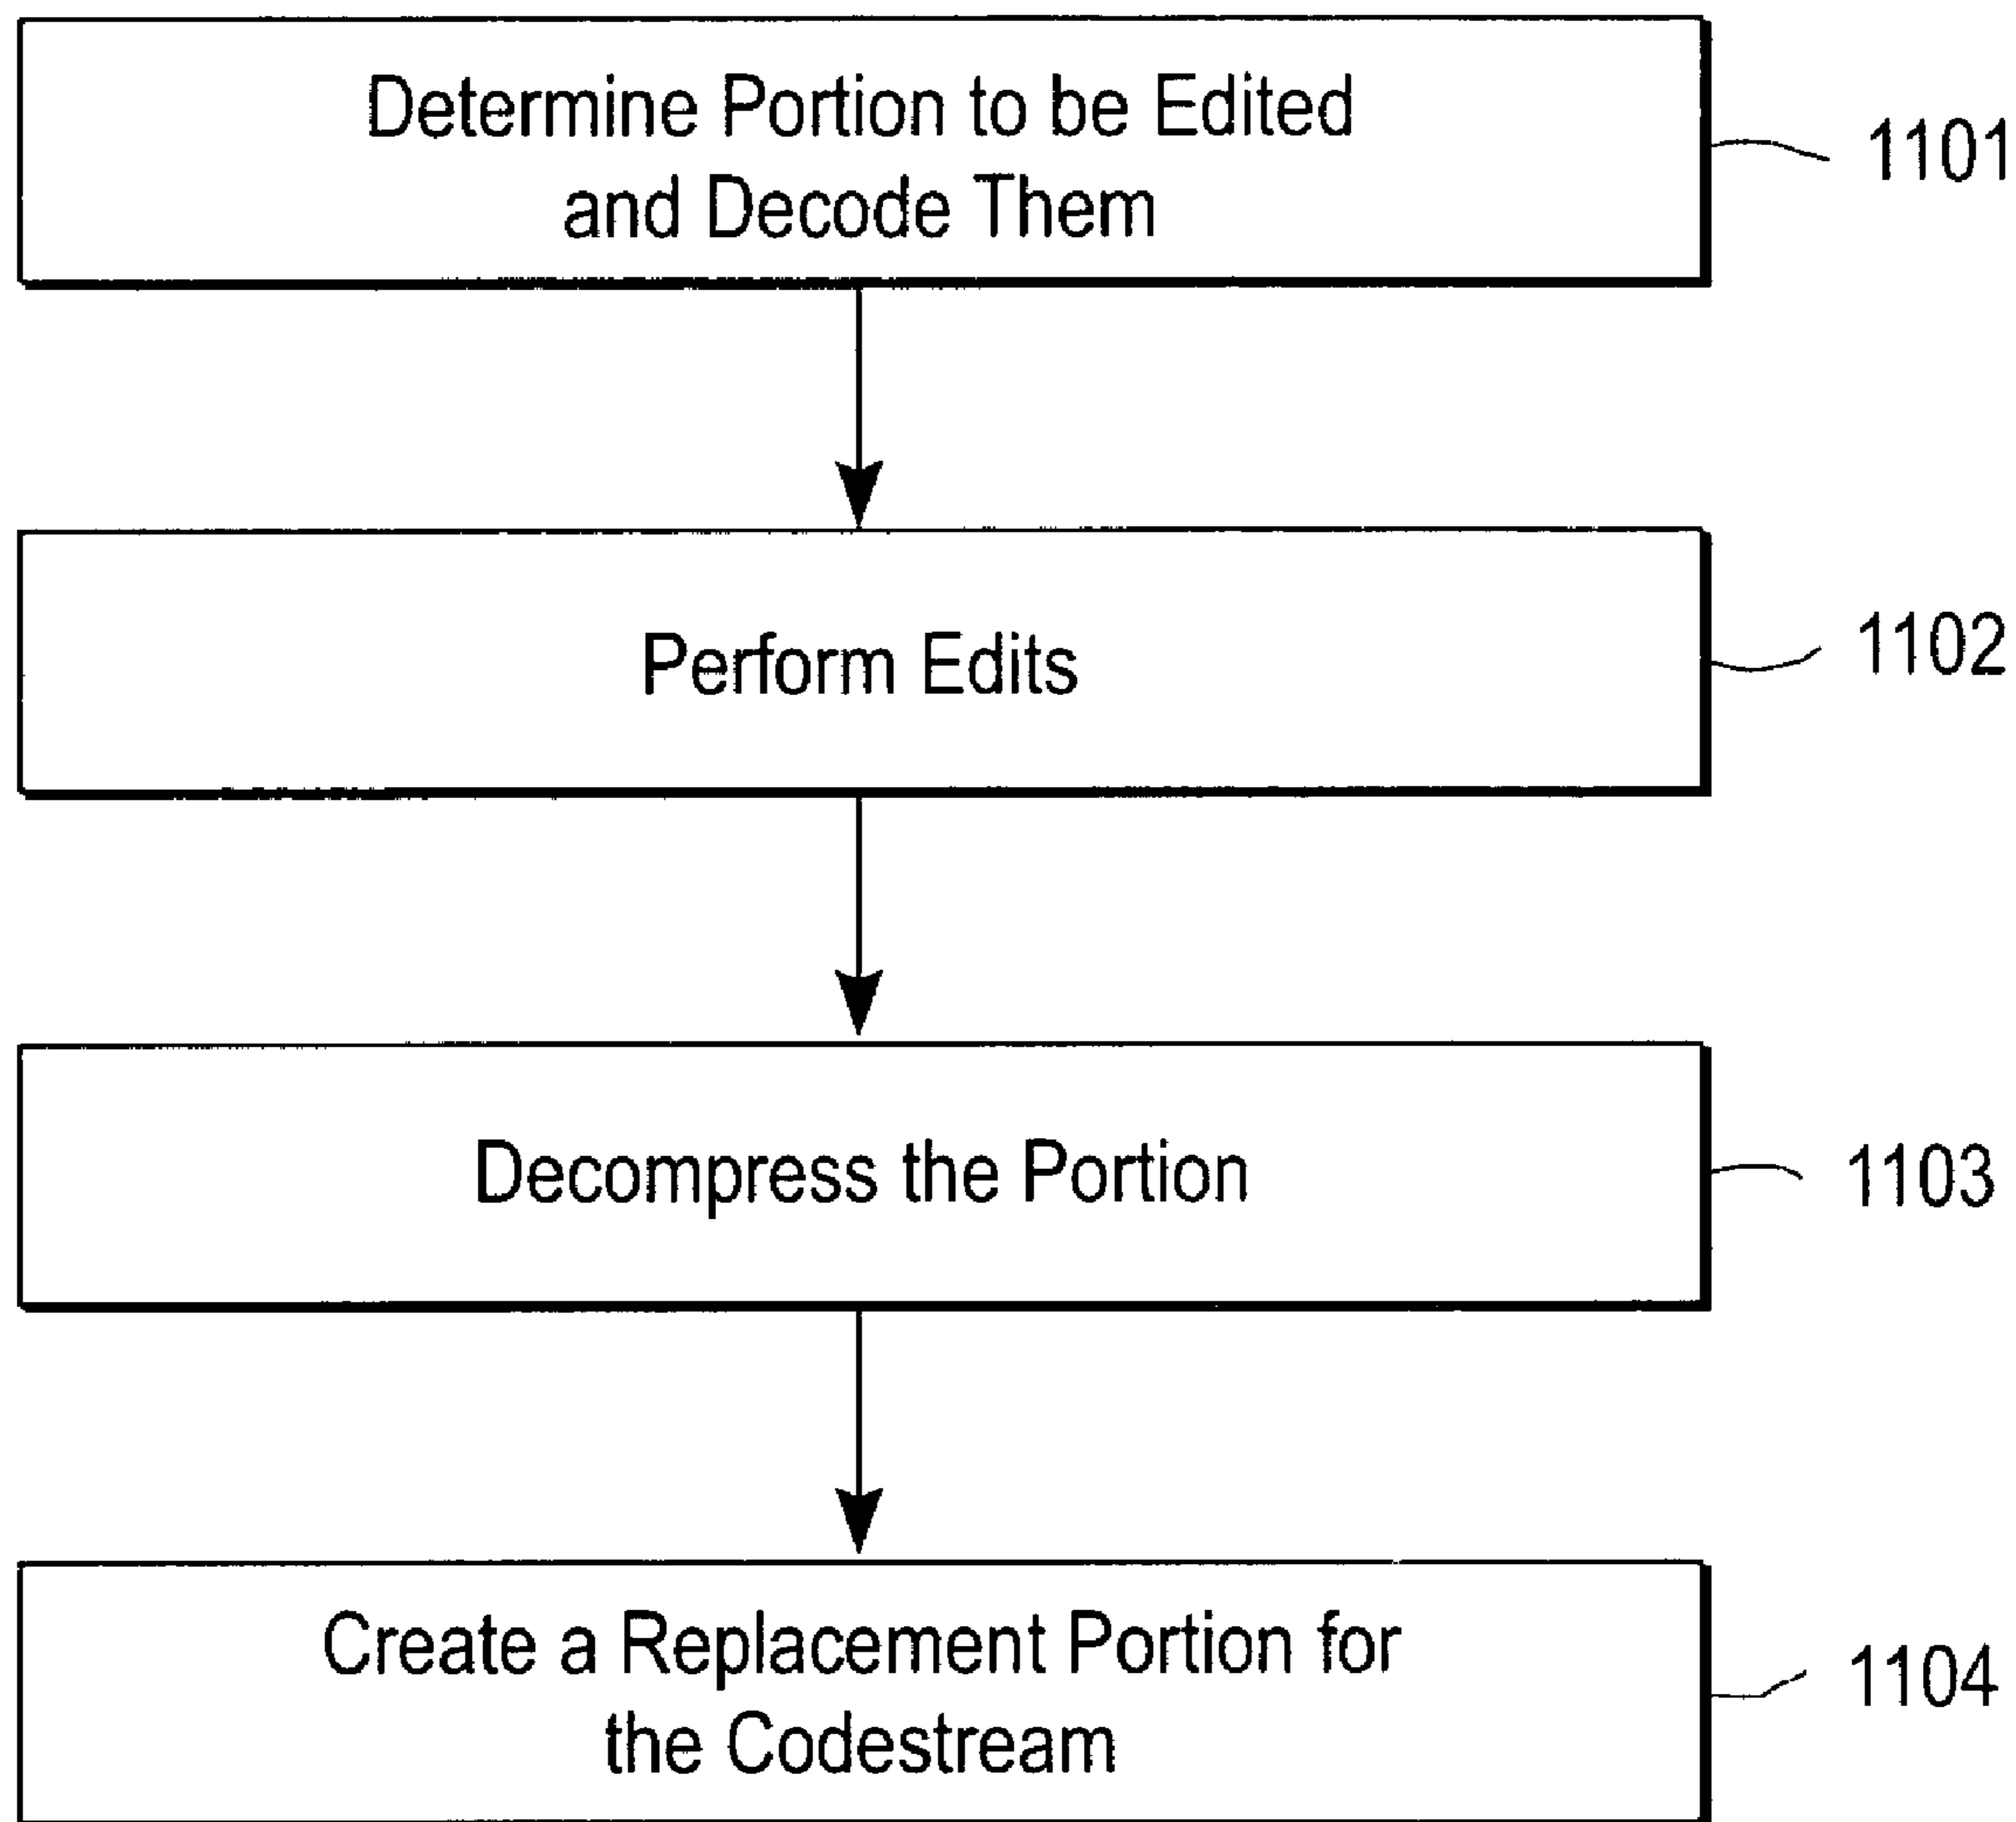 Determine Portion to be Edited
and Decode Them
1101
Perform Edits
1102
Decompress the Portion
1103
Create a Replacement Portion for
the Codestream
1104